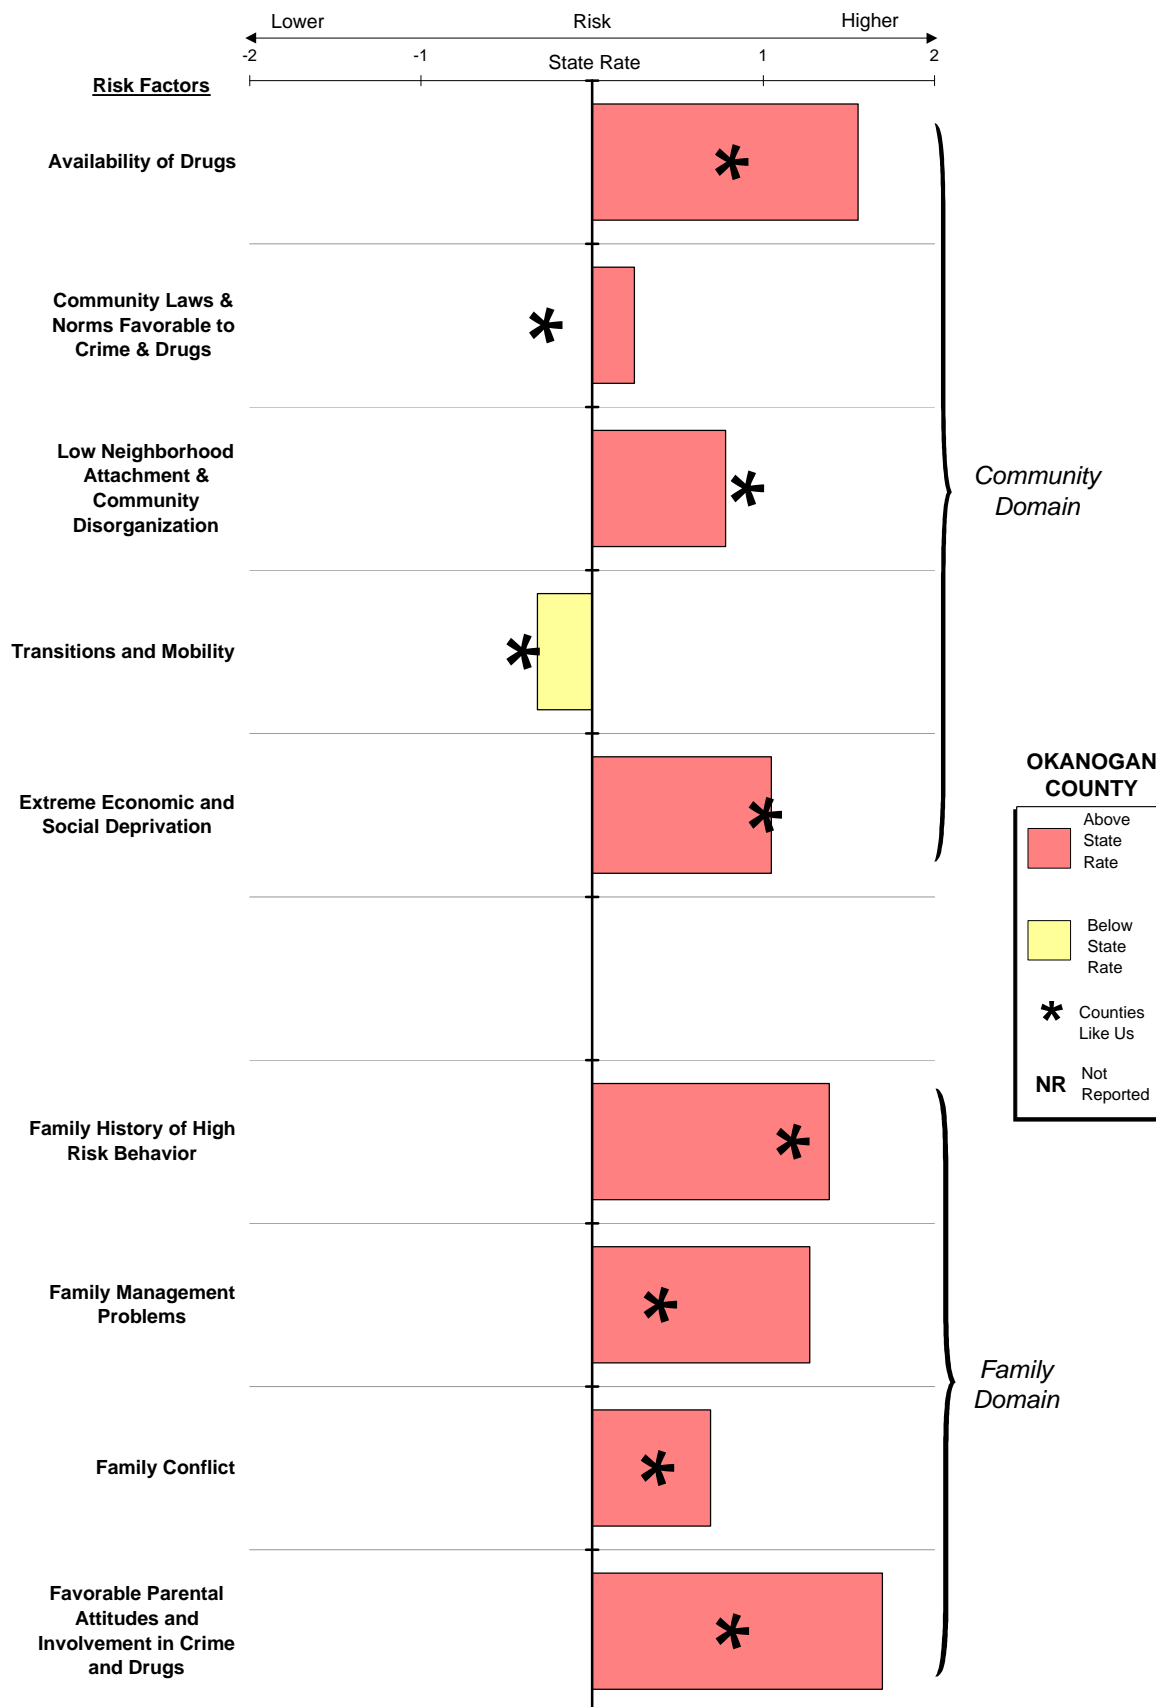 Lower Risk Higher
-2 -1 State Rate 1 2
Risk Factors
Availability of Drugs
Community Laws &
Norms Favorable to
Crime & Drugs
Low Neighborhood
Attachment &
Community
Disorganization
Transitions and Mobility
Extreme Economic and
Social Deprivation
Community
Domain
OKANOGAN
COUNTY
Above
State
Rate
Below
State
Rate
* Counties
Like Us
NR Not
Reported
Family History of High
Risk Behavior
Family Management
Problems
Family Conflict
Favorable Parental
Attitudes and
Involvement in Crime
and Drugs
Family
Domain